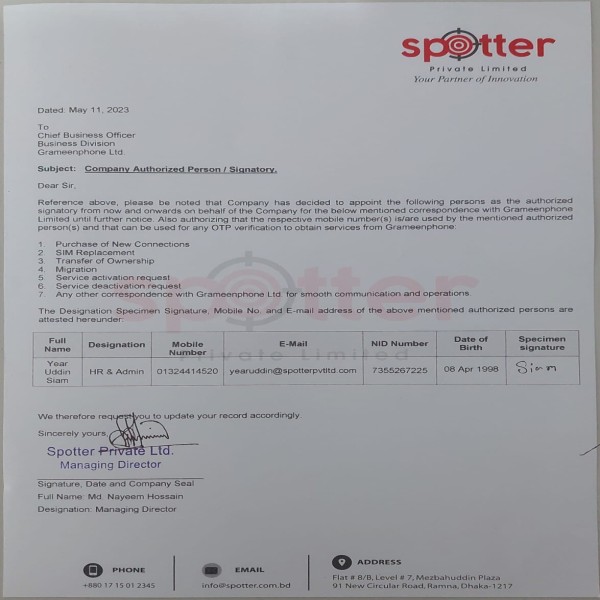 spotter
Private Limited
Your Partner of Innovation
Dated: May 11, 2023
To
Chief Business Officer
Business Division
Grameenphone Ltd.
Subject: Company Authorized Person / Signatory.
Dear Sir,
Reference above, please be noted that Company has decided to appoint the following persons as the authorized
signatory from now and onwards on behalf of the Company for the below mentioned correspondence with Grameenphone
Limited until further notice. Also authorizing that the respective mobile number(s) is/are used by the mentioned authorized
person(s) and that can be used for any OTP verification to obtain services from Grameenphone:
1. Purchase of New Connections
2. SIM Replacement
3. Transfer of Ownership
4. Migration
5. Service activation request
6. Service deactivation request
7. Any other correspondence with Grameenphone Ltd. for smooth communication and operations.
spotter
Private Limited
The Designation Specimen Signature, Mobile No. and E-mail address of the above mentioned authorized persons are
attested hereunder:
Full Name Designation Mobile Number E-Mail NID Number Date of Birth Specimen signature
Year Uddin Siam HR & Admin 01324414520 yearuddin@spotterpvtltd.com 7355267225 08 Apr 1998 Siam
We therefore request you to update your record accordingly.
Sincerely yours,
Spotter Private Ltd.
Managing Director
Signature, Date and Company Seal
Full Name: Md. Nayeem Hossain
Designation: Managing Director
PHONE
+880 17 15 01 2345
EMAIL
info@spotter.com.bd
ADDRESS
Flat # 8/B, Level # 7, Mezbahuddin Plaza
91 New Circular Road, Ramna, Dhaka-1217